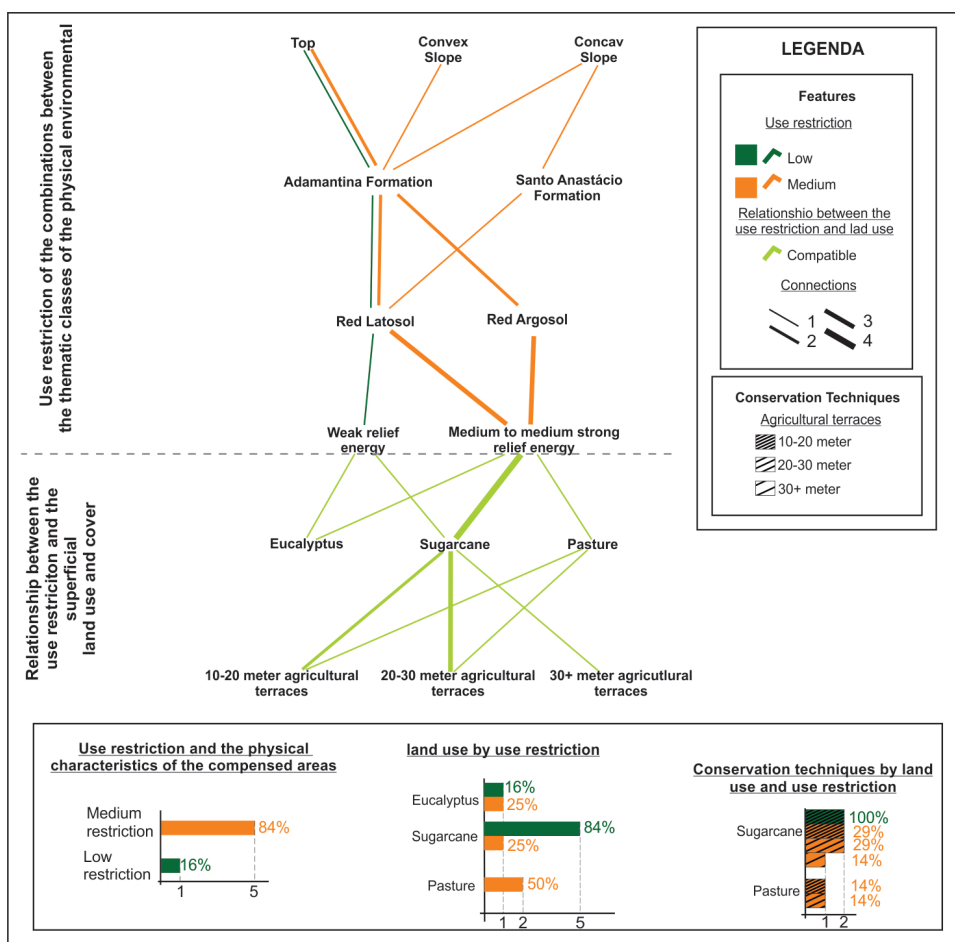 Use restriction of the combinations between
the thematic classes of the physical environmental
Top
Convex
Slope
Concav
Slope
Adamantina Formation
Santo Anastácio
Formation
Red Latosol
Red Argosol
Weak relief
energy
Medium to medium strong
relief energy
Relationship between the
use restriciton and the
superficial
land use and cover
Eucalyptus
Sugarcane
Pasture
10-20 meter agricultural
terraces
20-30 meter agricultural
terraces
30+ meter agricutlural
terraces
LEGENDA
Features
Use restriction
Low
Medium
Relationshio between the
use restriction and lad use
Compatible
Connections
1
2
3
4
Conservation Techniques
Agricultural terraces
10-20 meter
20-30 meter
30+ meter
Use restriction and the physical
characteristics of the compensed areas
Medium
restriction
84%
Low
restriction
16%
1 5
land use by use restriction
Eucalyptus
16%
25%
Sugarcane
84%
25%
Pasture
50%
1 2 5
Conservation techniques by land
use and use restriction
Sugarcane
100%
29%
29%
14%
Pasture
14%
14%
1 2